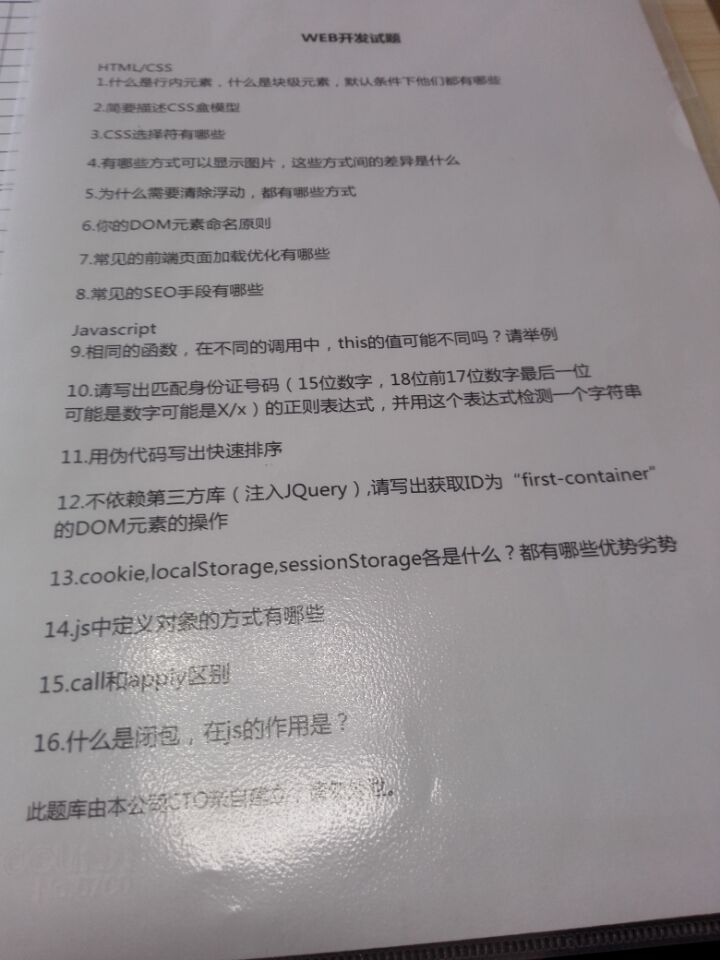 WEB开发试题
HTML/CSS
1.什么是行内元素，什么是块级元素，默认条件下他们都有哪些
2.简要描述CSS盒模型
3.CSS选择符有哪些
4.有哪些方式可以显示图片，这些方式间的差异是什么
5.为什么需要清除浮动，都有哪些方式
6.你的DOM元素命名原则
7.常见的前端页面加载优化有哪些
8.常见的SEO手段有哪些
Javascript
9.相同的函数，在不同的调用中，this的值可能不同吗？请举例
10.请写出匹配身份证号码（15位数字，18位前17位数字最后一位
可能是数字可能是X/x）的正则表达式，并用这个表达式检测一个字符串
11.用伪代码写出快速排序
12.不依赖第三方库（注入JQuery）,请写出获取ID为“first-container”
的DOM元素的操作
13.cookie,localStorage,sessionStorage各是什么？都有哪些优势劣势
14.js中定义对象的方式有哪些
15.call和appiy区别
16.什么是闭包，在js的作用是？
此题库由本公司CTO亲自建立，